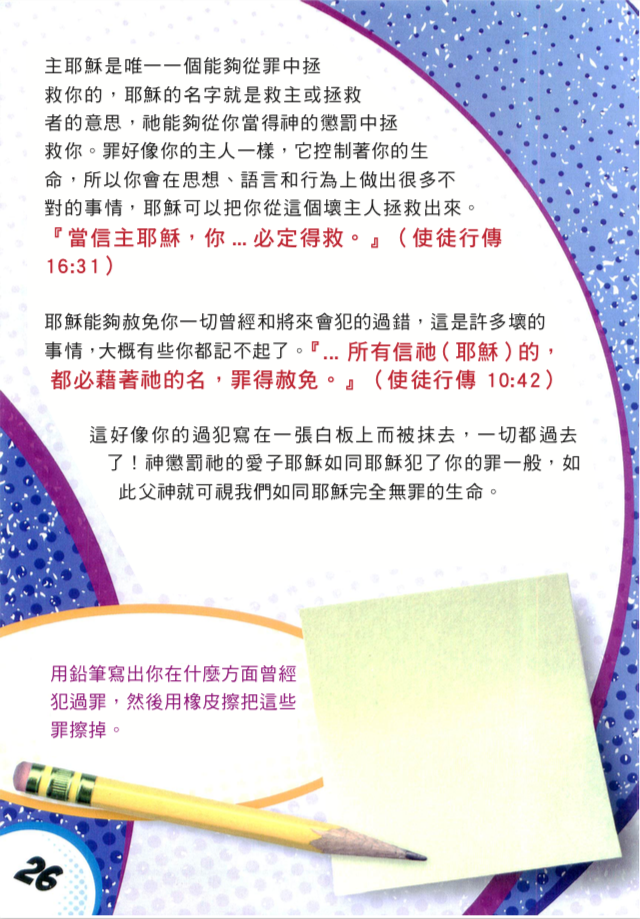 主耶穌是唯一一個能夠從罪中拯
救你的，耶穌的名字就是救主或拯救
者的意思，祂能夠從你當得神的懲罰中拯
救你。罪好像你的主人一樣，它控制著你的生
命，所以你會在思想、語言和行為上做出很多不
對的事情，耶穌可以把你從這個壞主人拯救出來。
『當信主耶穌，你 ... 必定得救。』（使徒行傳
16:31）
耶穌能夠赦免你一切曾經和將來會犯的過錯，這是許多壞的
事情，大概有些你都記不起了。『... 所有信祂（耶穌）的，
都必藉著祂的名，罪得赦免。』（使徒行傳 10:42）
這好像你的過犯寫在一張白板上而被抹去，一切都過去
了！神懲罰祂的愛子耶穌如同耶穌犯了你的罪一般，如
此父神就可視我們如同耶穌完全無罪的生命。
用鉛筆寫出你在什麼方面曾經
犯過罪，然後用橡皮擦把這些
罪擦掉。
26